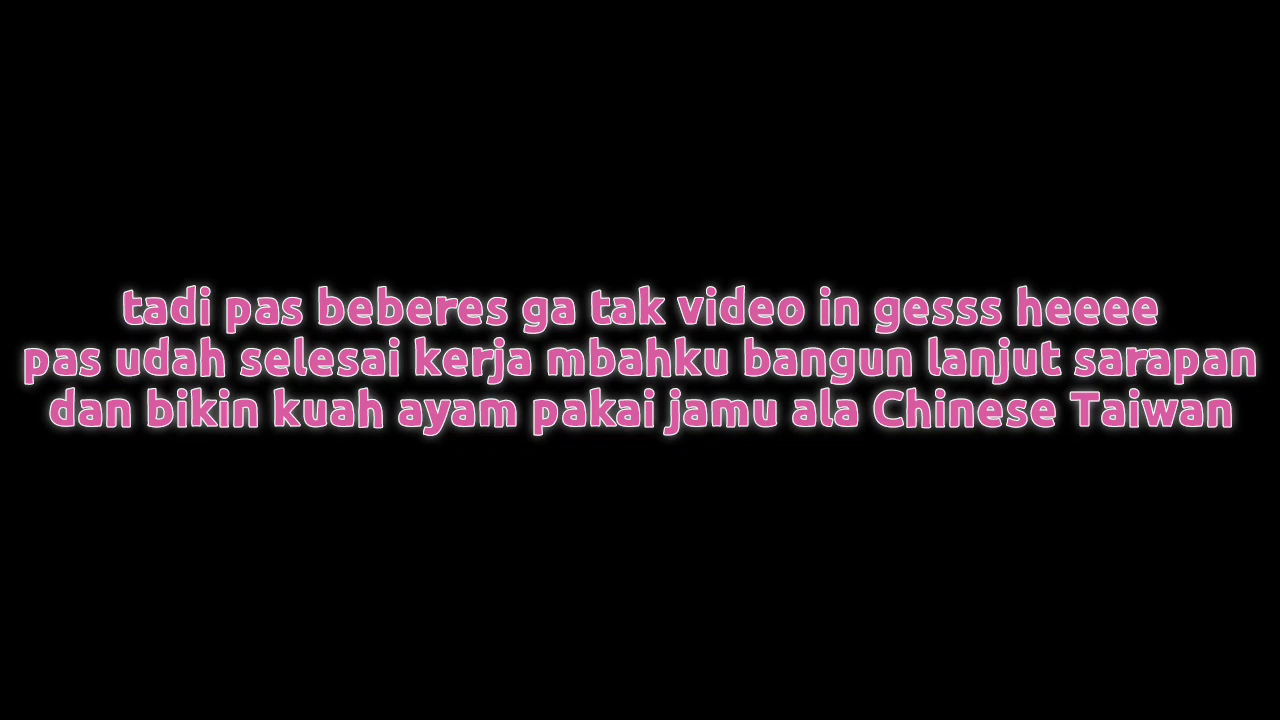 tadi pas beberes ga tak video in gesss heeee
pas udah selesai kerja mbahku bangun lanjut sarapan
dan bikin kuah ayam pakai jamu ala Chinese Taiwan